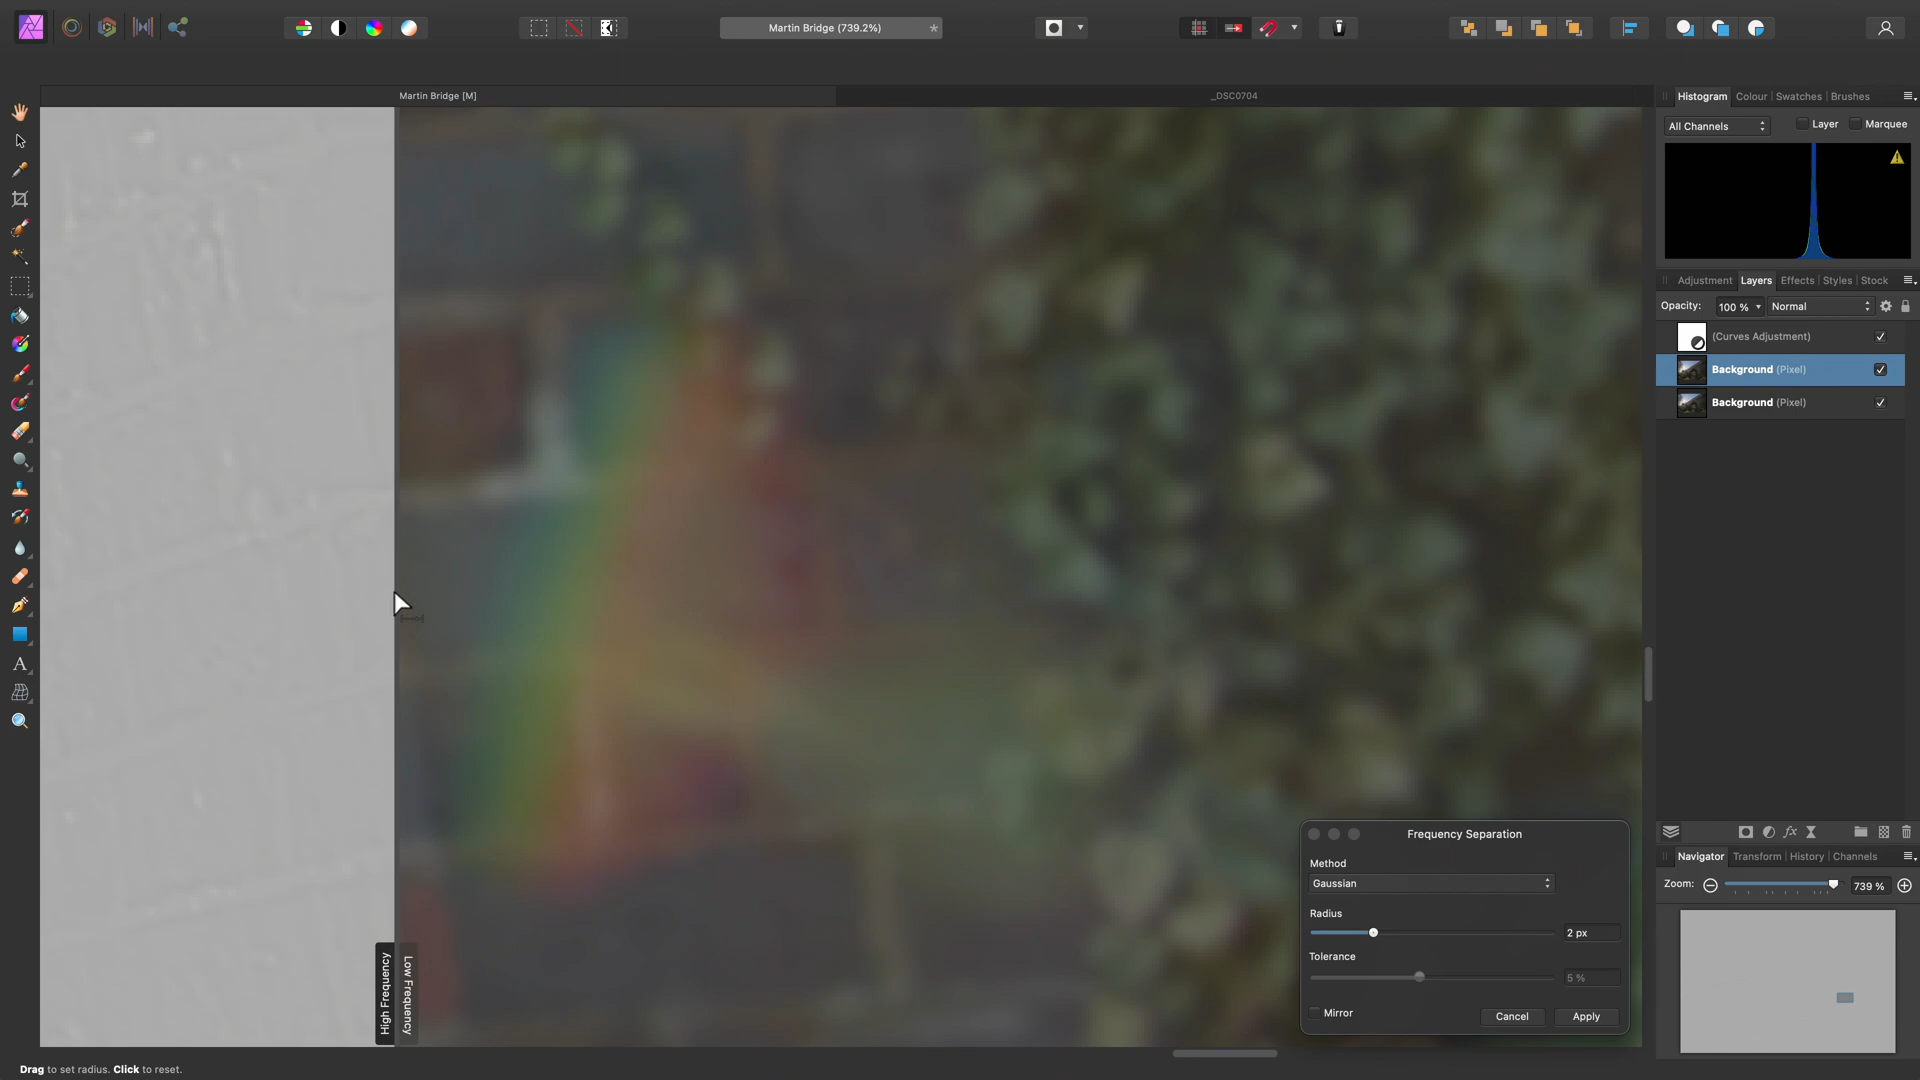 Martin Bridge (739.2%)
Martin Bridge [M]
_DSC0704
Histogram
Colour
Swatches
Brushes
All Channels
Layer
Marquee
Adjustment
Layers
Effects
Styles
Stock
Opacity:
100 %
Normal
(Curves Adjustment)
Background (Pixel)
Background (Pixel)
Frequency Separation
Method
Gaussian
Radius
2 px
Tolerance
5 %
Mirror
Cancel
Apply
High Frequency
Low Frequency
Navigator
Transform
History
Channels
Zoom:
739 %
Drag to set radius. Click to reset.